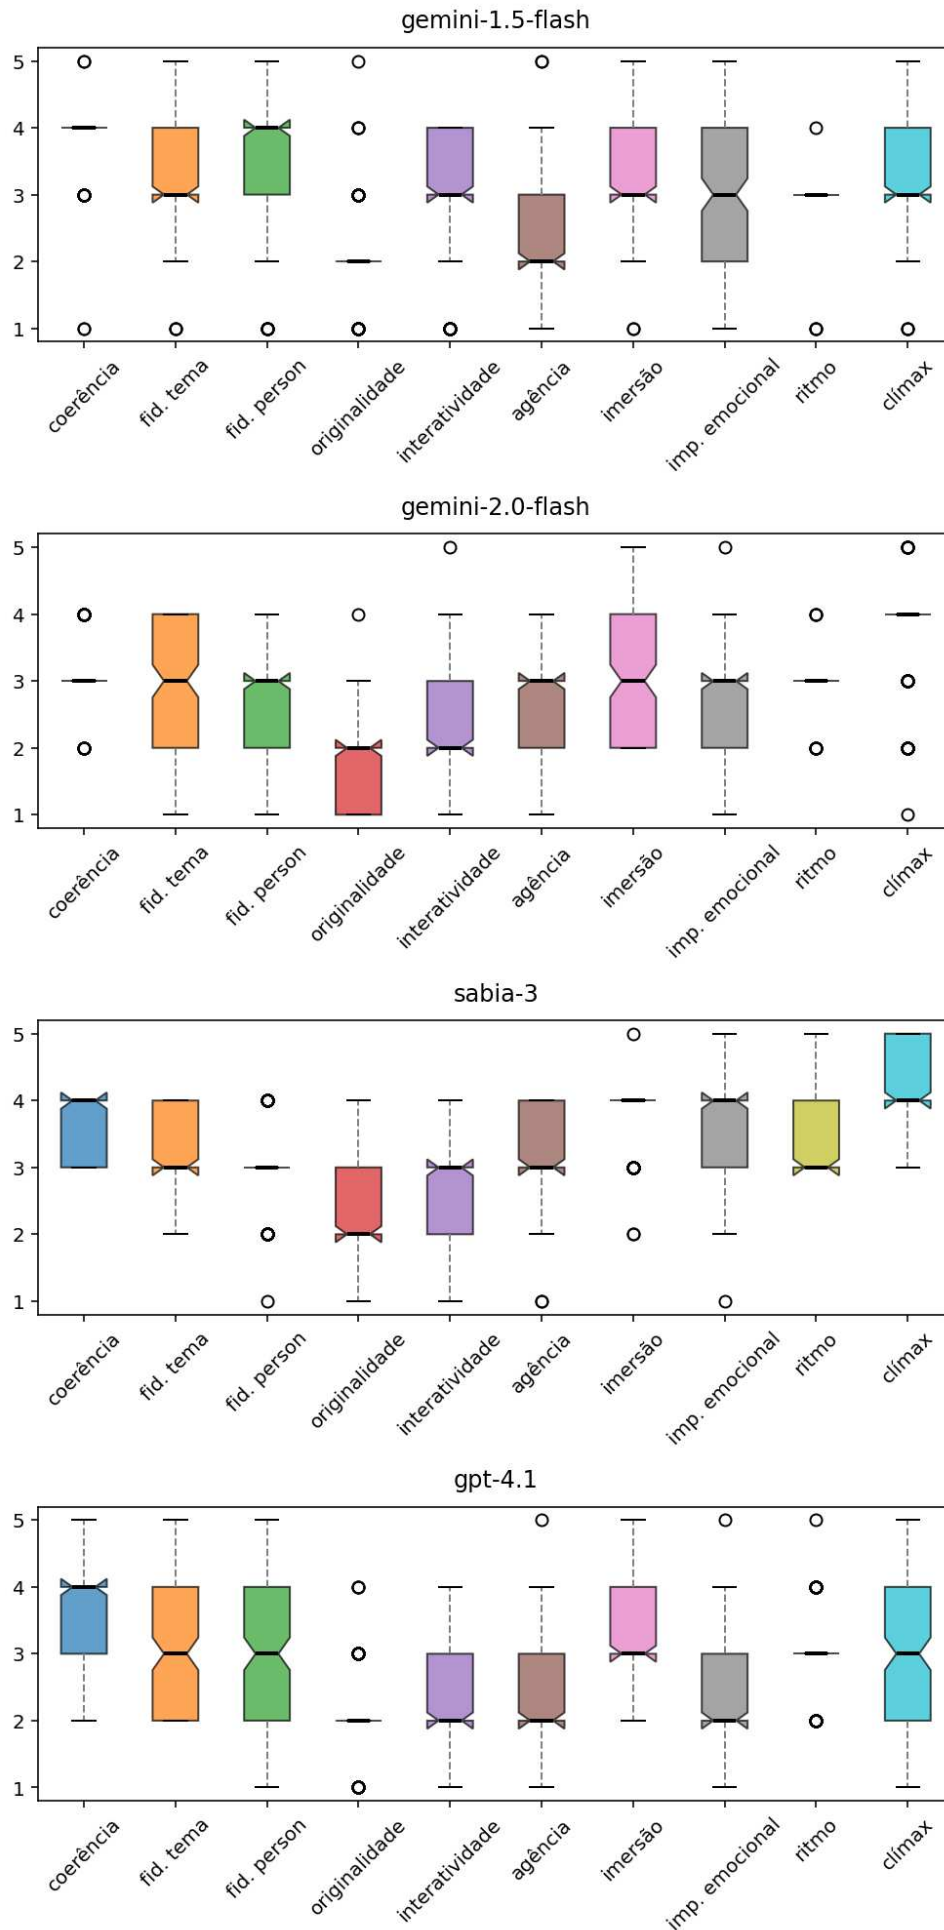 gemini-1.5-flash
5
4
3
2
1
coerência
fid. tema
fid. person
originalidade
interatividade
agência
imersão
imp. emocional
ritmo
clímax
gemini-2.0-flash
5
4
3
2
1
coerência
fid. tema
fid. person
originalidade
interatividade
agência
imersão
imp. emocional
ritmo
clímax
sabia-3
5
4
3
2
1
coerência
fid. tema
fid. person
originalidade
interatividade
agência
imersão
imp. emocional
ritmo
clímax
gpt-4.1
5
4
3
2
1
coerência
fid. tema
fid. person
originalidade
interatividade
agência
imersão
imp. emocional
ritmo
clímax